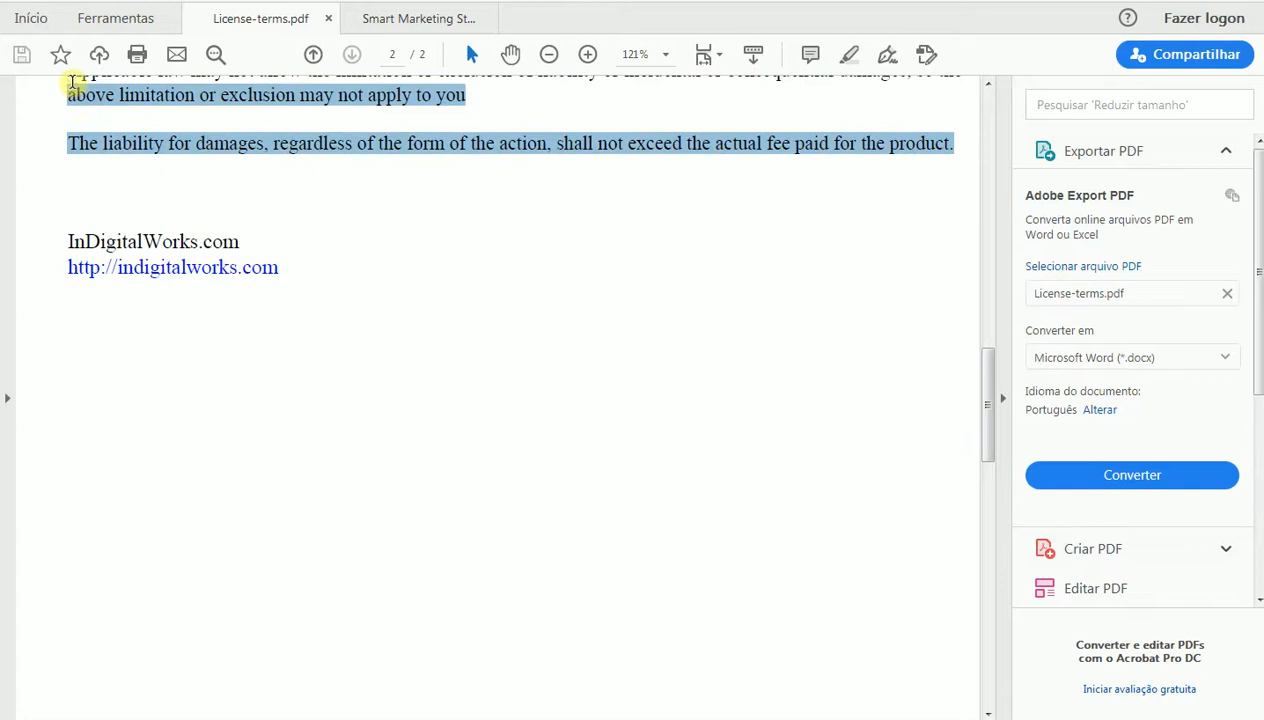 Início
Ferramentas
License-terms.pdf ×
Smart Marketing St...
? Fazer logon
2 / 2
121%
Compartilhar
above limitation or exclusion may not apply to you
The liability for damages, regardless of the form of the action, shall not exceed the actual fee paid for the product.
InDigitalWorks.com
http://indigitalworks.com
Pesquisar 'Reduzir tamanho'
Exportar PDF
Adobe Export PDF
Converta online arquivos PDF em
Word ou Excel
Selecionar arquivo PDF
License-terms.pdf
Converter em
Microsoft Word (*.docx)
Idioma do documento:
Português Alterar
Converter
Criar PDF
Editar PDF
Converter e editar PDFs
com o Acrobat Pro DC
Iniciar avaliação gratuita